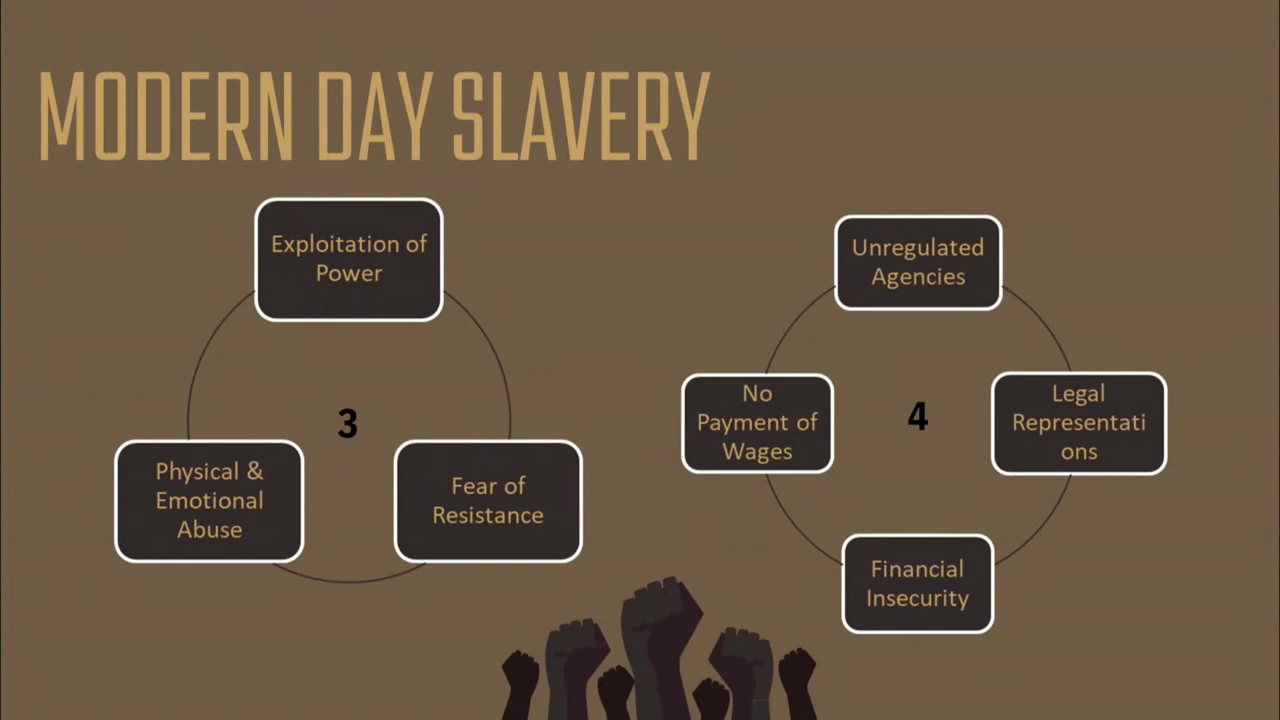 MODERN DAY SLAVERY
Exploitation of
Power
3
Physical &
Emotional
Abuse
Fear of
Resistance
Unregulated
Agencies
No
Payment of
Wages
4
Legal
Representati
ons
Financial
Insecurity